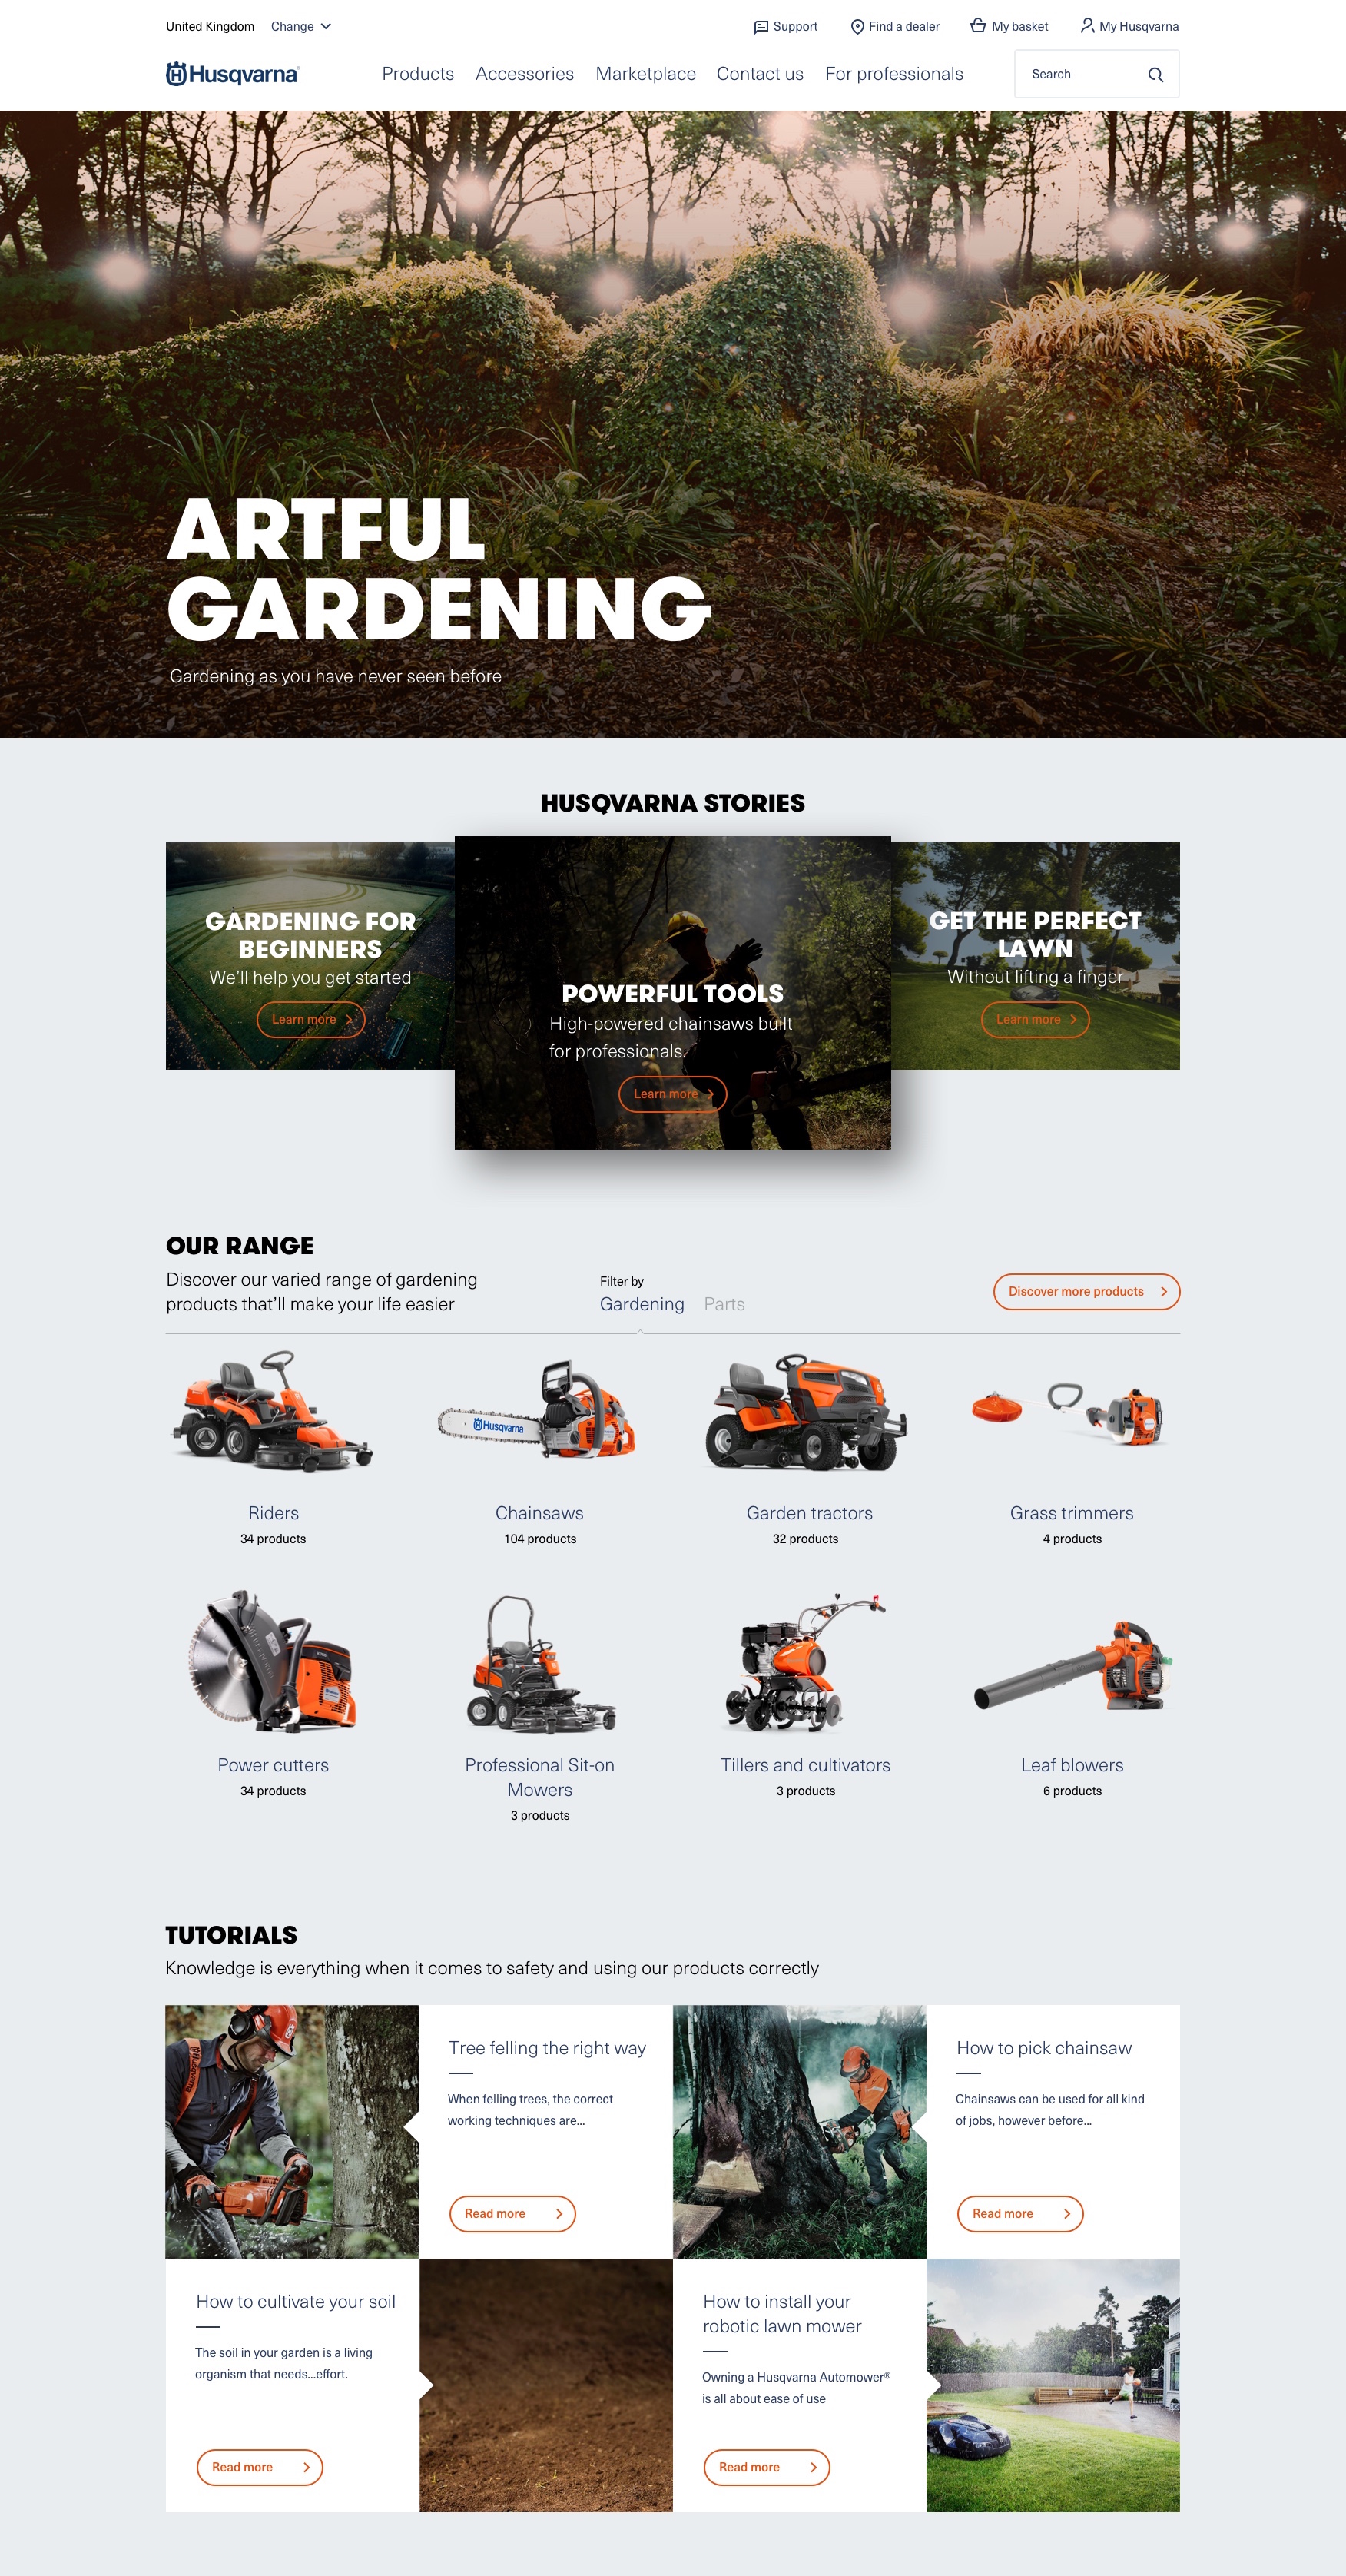 United Kingdom Change Support Find a dealer My basket My Husqvarna
Husqvarna Products Accessories Marketplace Contact us For professionals Search
ARTFUL
GARDENING
Gardening as you have never seen before
HUSQVARNA STORIES
GARDENING FOR
BEGINNERS
We'll help you get started
Learn more
POWERFUL TOOLS
High-powered chainsaws built
for professionals.
Learn more
GET THE PERFECT
LAWN
Without lifting a finger
Learn more
OUR RANGE
Discover our varied range of gardening
products that'll make your life easier
Filter by
Gardening Parts
Discover more products
Husqvarna
Riders
34 products
Chainsaws
104 products
Garden tractors
32 products
Grass trimmers
4 products
Power cutters
34 products
Professional Sit-on
Mowers
3 products
Tillers and cultivators
3 products
Leaf blowers
6 products
TUTORIALS
Knowledge is everything when it comes to safety and using our products correctly
Tree felling the right way
When felling trees, the correct
working techniques are...
Read more
How to pick chainsaw
Chainsaws can be used for all kind
of jobs, however before...
Read more
How to cultivate your soil
The soil in your garden is a living
organism that needs...effort.
Read more
How to install your
robotic lawn mower
Owning a Husqvarna Automower®
is all about ease of use
Read more